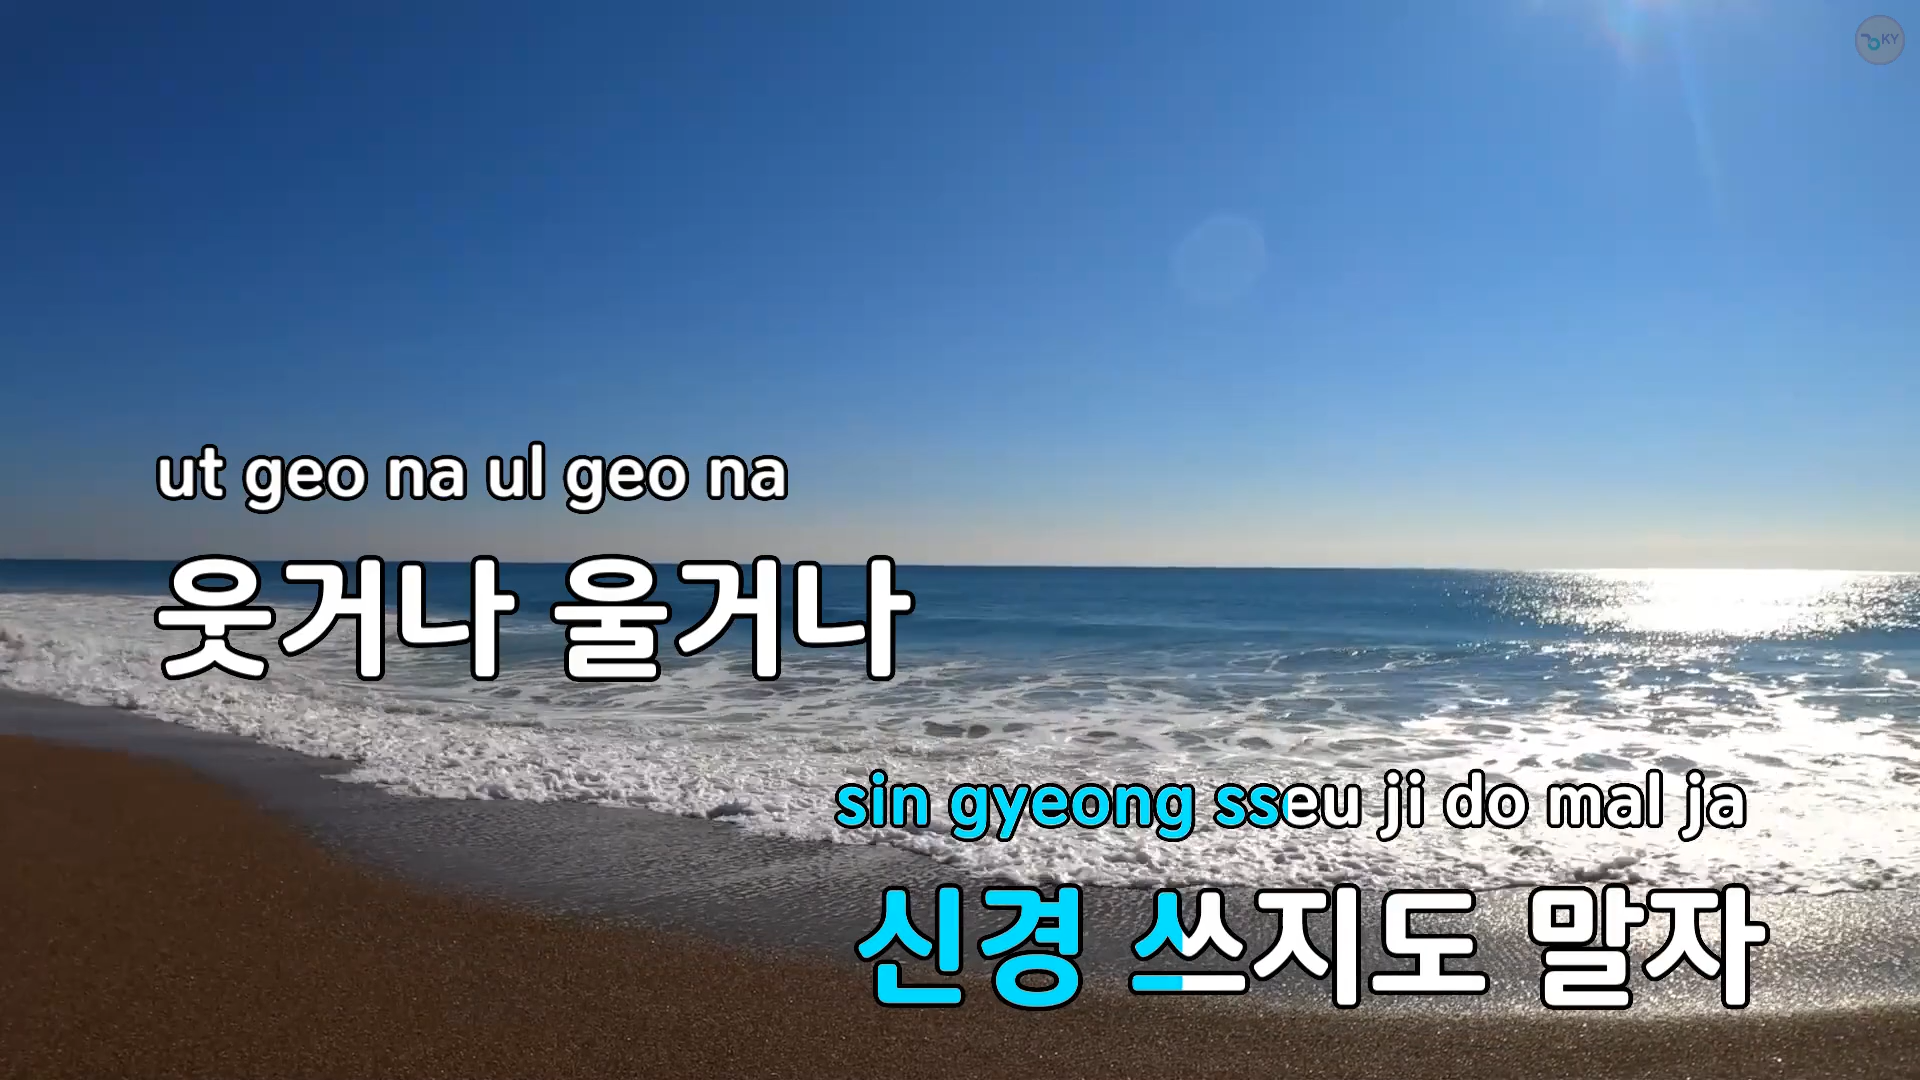 KY
ut geo na ul geo na
웃거나 울거나
sin gyeong sseu ji do mal ja
신경 쓰지도 말자